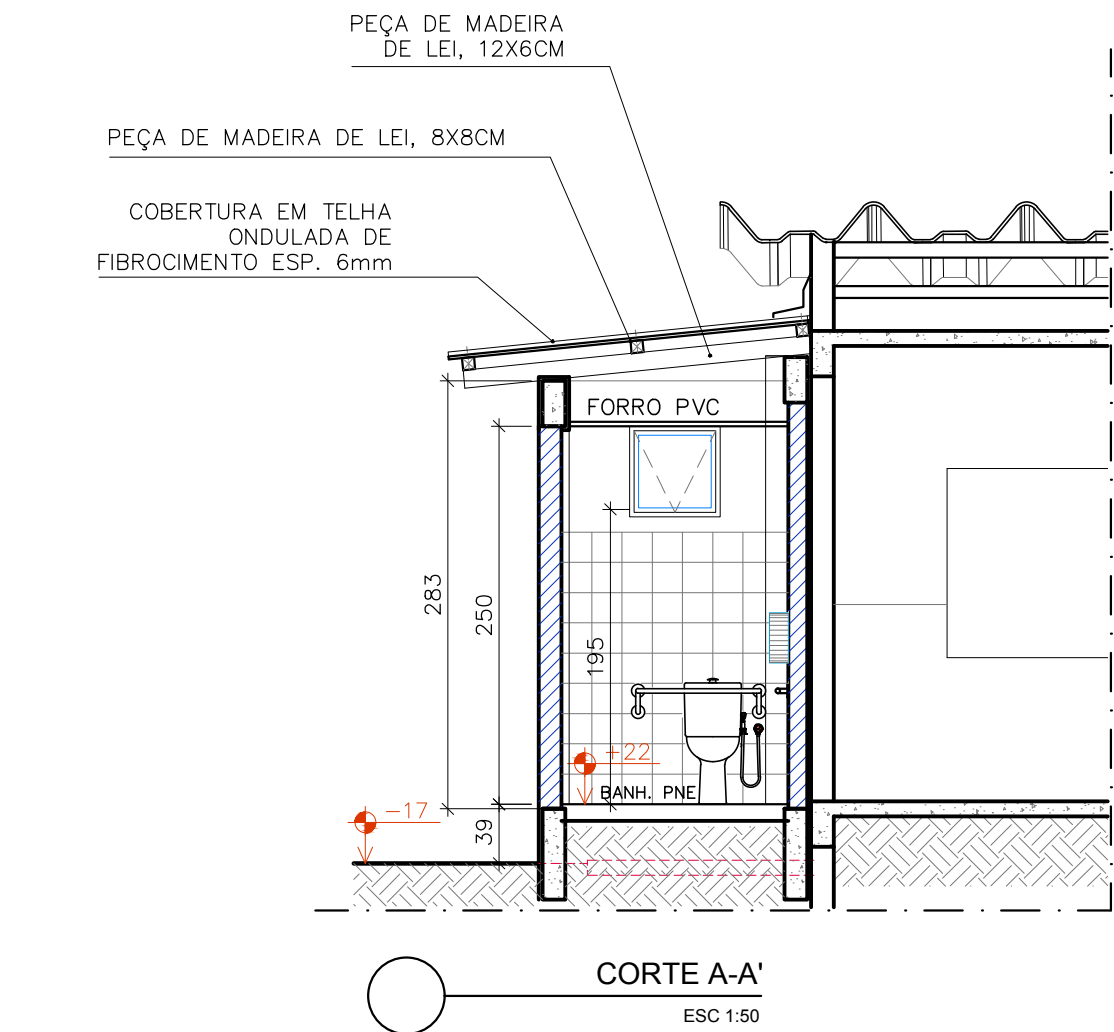 PEÇA DE MADEIRA
DE LEI, 12X6CM
PEÇA DE MADEIRA DE LEI, 8X8CM
COBERTURA EM TELHA
ONDULADA DE
FIBROCIMENTO ESP. 6mm
FORRO PVC
283
250
195
+22
BANH. PNE
-17
39
CORTE A-A'
ESC 1:50